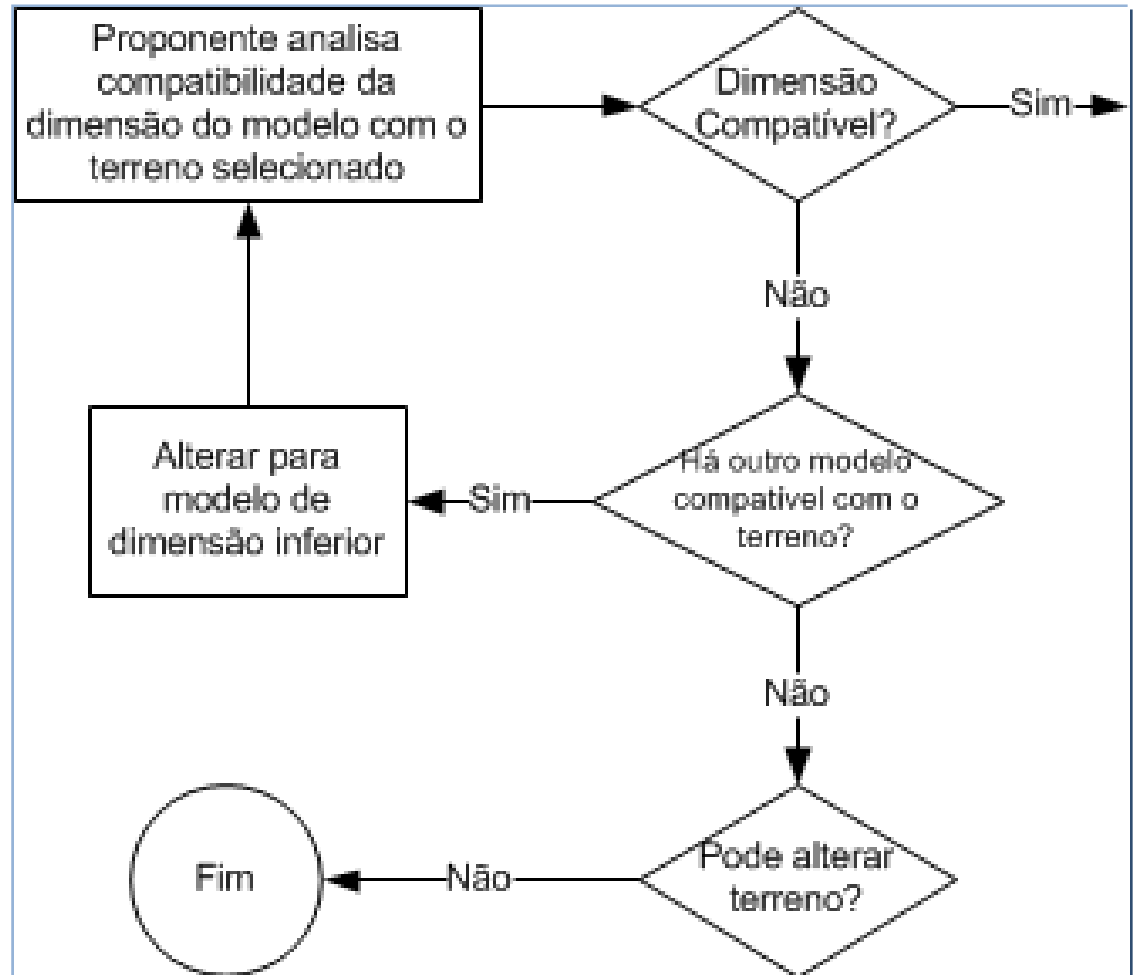 Proponente analisa
compatibilidade da
dimensão do modelo com o
terreno selecionado
Dimensão
Compatível?
Sim
Não
Há outro modelo
compatível com o
terreno?
Sim
Alterar para
modelo de
dimensão inferior
Não
Pode alterar
terreno?
Não
Fim